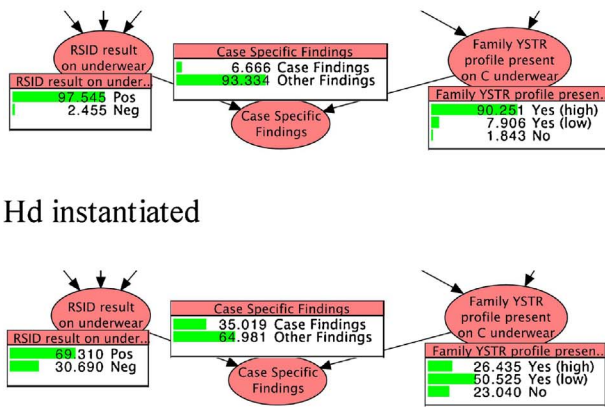 RSID result
on underwear
RSID result on under...
97.545 Pos
2.455 Neg
Case Specific Findings
6.666 Case Findings
93.334 Other Findings
Case Specific
Findings
Family YSTR
profile present
on C underwear
Family YSTR profile presen...
90.251 Yes (high)
7.906 Yes (low)
1.843 No
Hd instantiated
RSID result
on underwear
RSID result on under...
69.310 Pos
30.690 Neg
Case Specific Findings
35.019 Case Findings
64.981 Other Findings
Case Specific
Findings
Family YSTR
profile present
on C underwear
Family YSTR profile presen...
26.435 Yes (high)
50.525 Yes (low)
23.040 No